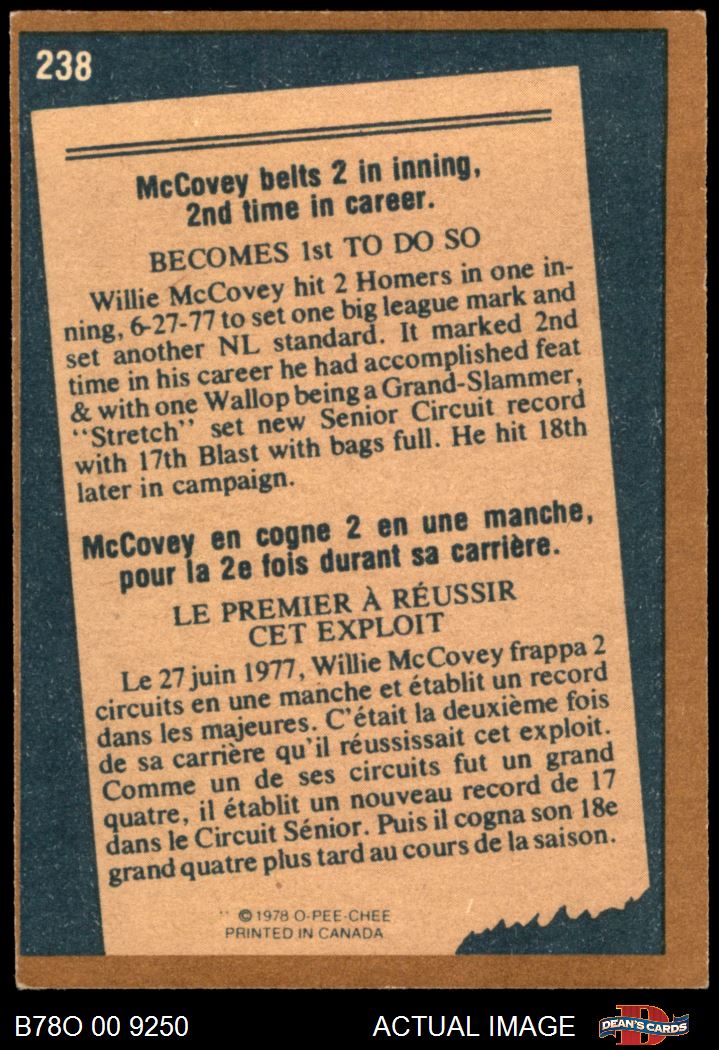 238
McCovey belts 2 in inning,
2nd time in career.
BECOMES 1st TO DO SO
Willie McCovey hit 2 Homers in one in-
ning, 6-27-77 to set one big league mark and
set another NL standard. It marked 2nd
time in his career he had accomplished feat
& with one Wallop being a Grand-Slammer,
"Stretch" set new Senior Circuit record
with 17th Blast with bags full. He hit 18th
later in campaign.
McCovey en cogne 2 en une manche,
pour la 2e fois durant sa carrière.
LE PREMIER À RÉUSSIR
CET EXPLOIT
Le 27 juin 1977, Willie McCovey frappa 2
circuits en une manche et établit un record
dans les majeures. C'était la deuxième fois
de sa carrière qu'il réussissait cet exploit.
Comme un de ses circuits fut un grand
quatre, il établit un nouveau record de 17
dans le Circuit Sénior. Puis il cogna son 18e
grand quatre plus tard au cours de la saison.
© 1978 O-PEE-CHEE
PRINTED IN CANADA
B78O 00 9250 ACTUAL IMAGE DEAN'S CARDS